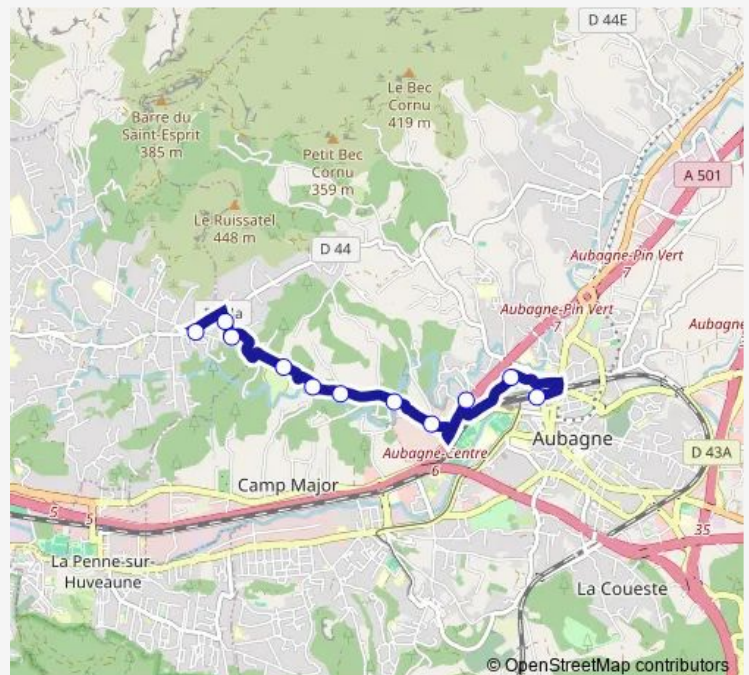 D 44E
Le Bec
Cornu
419 m
Barre du
Saint-Esprit
385 m
Petit Bec
Cornu
359 m
A 501
Le Ruissatel
448 m
D 44
Aubagne-Pin Vert
7
Aubagne-Pin Vert
7
Aubagne
Aubagne
D 43A
Aubagne-Centre
6
Camp Major
5
5
35
La Penne-sur-
Huveaune
La Coueste
© OpenStreetMap contributors